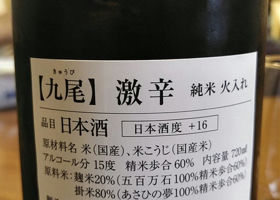 きゅうび
【九尾】 激辛 純米 火入れ
品目 日本酒 日本酒度 +16
原材料名 米(国産)、米こうじ(国産米)
アルコール分 15度 精米歩合 60% 内容量 720ml
原料米:麹米20%(五百万石100%精米歩合
掛米80%(あさひの夢100%精米歩合